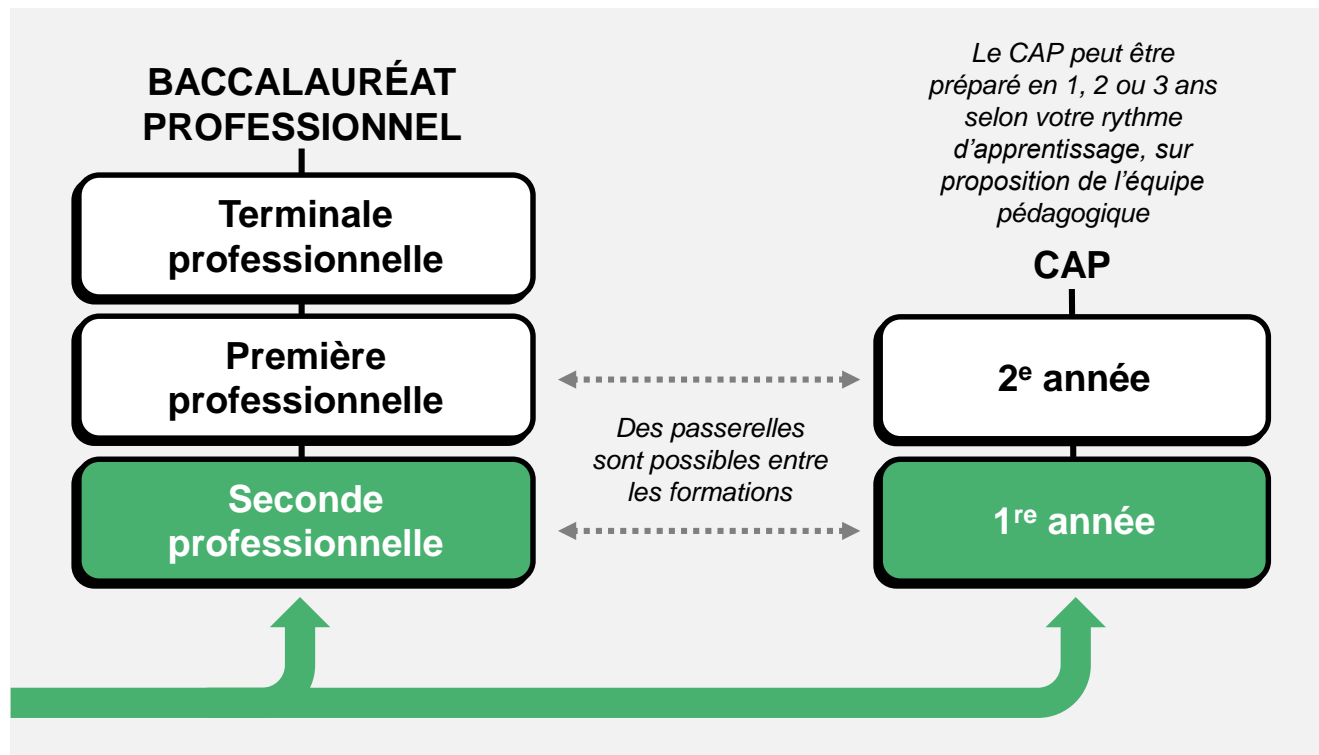 BACCALAURÉAT
PROFESSIONNEL
Terminale
professionnelle
Première
professionnelle
Seconde
professionnelle
Des passerelles
sont possibles entre
les formations
Le CAP peut être
préparé en 1, 2 ou 3 ans
selon votre rythme
d’apprentissage, sur
proposition de l’équipe
pédagogique
CAP
2e année
1re année